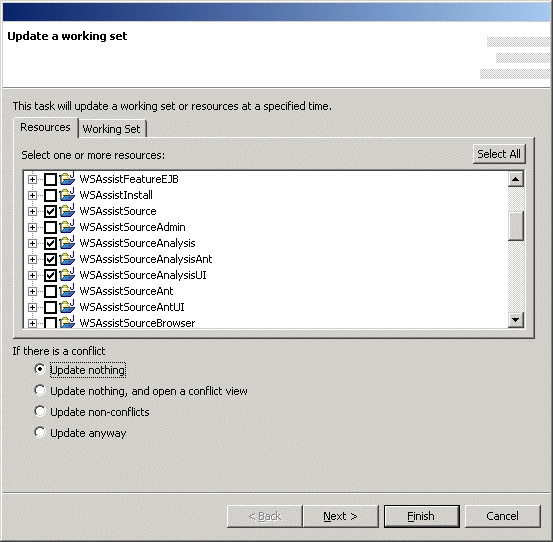 Update a working set
This task will update a working set or resources at a specified time.
Resources
Working Set
Select one or more resources:
Select All
WSAssistFeatureEJB
WSAssistInstall
WSAssistSource
WSAssistSourceAdmin
WSAssistSourceAnalysis
WSAssistSourceAnalysisAnt
WSAssistSourceAnalysisUI
WSAssistSourceAnt
WSAssistSourceAntUI
WSAssistSourceBrowser
If there is a conflict
Update nothing
Update nothing, and open a conflict view
Update non-conflicts
Update anyway
< Back
Next >
Finish
Cancel